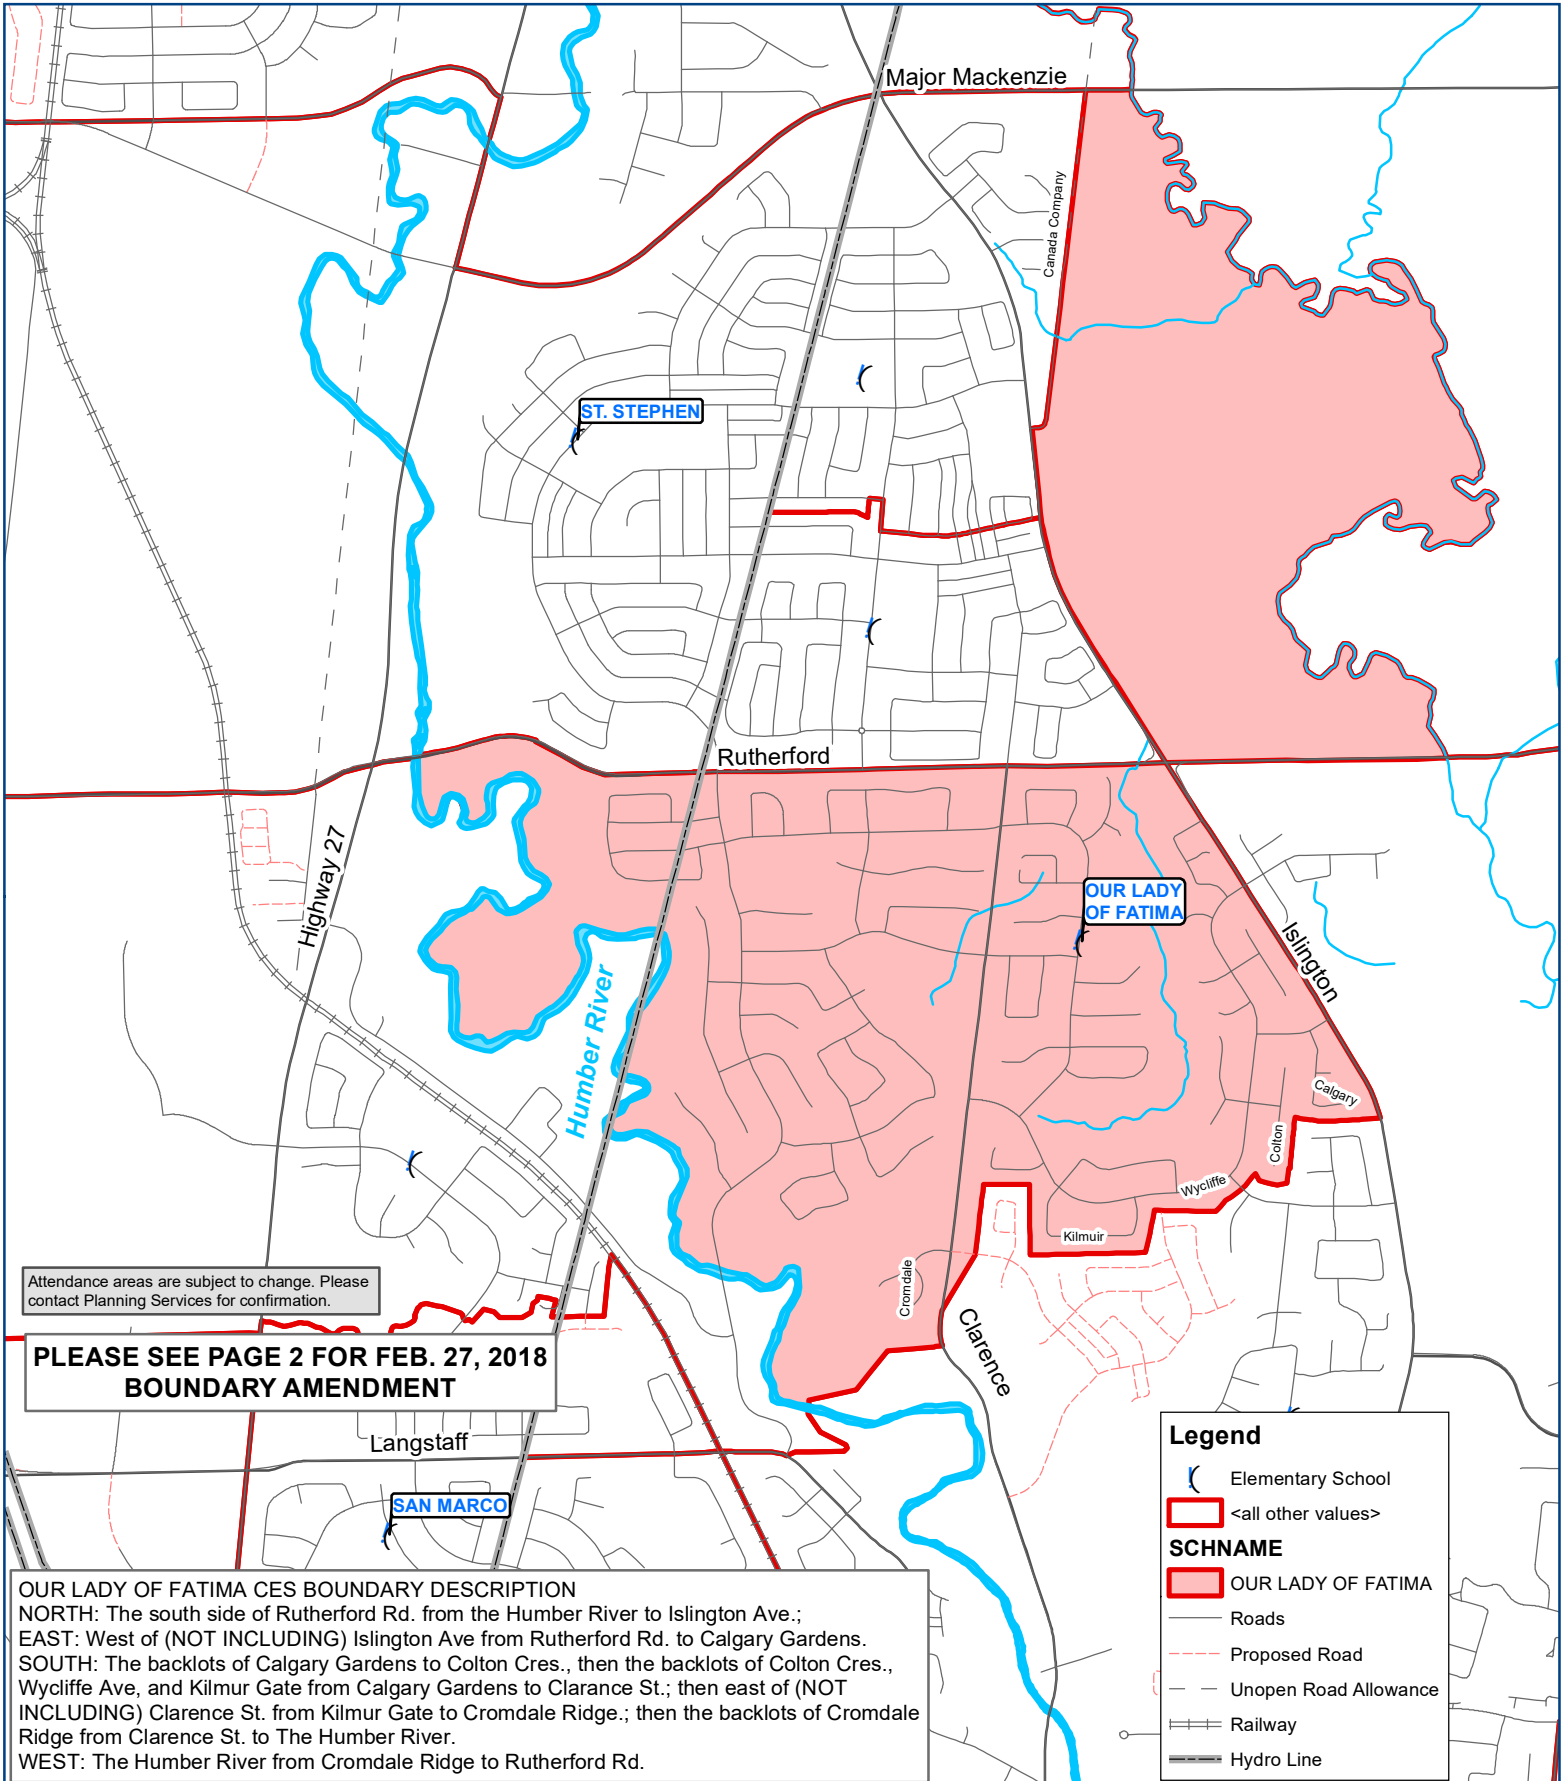 Major Mackenzie
Canada Company
ST. STEPHEN
Rutherford
Highway 27
OUR LADY
OF FATIMA
Islington
Humber River
Calgary
Colton
Wycliffe
Kilmuir
Cromdale
Clarence
Attendance areas are subject to change. Please
contact Planning Services for confirmation.
PLEASE SEE PAGE 2 FOR FEB. 27, 2018
BOUNDARY AMENDMENT
Langstaff
SAN MARCO
Legend
Elementary School
<all other values>
SCHNAME
OUR LADY OF FATIMA
Roads
Proposed Road
Unopen Road Allowance
Railway
Hydro Line
OUR LADY OF FATIMA CES BOUNDARY DESCRIPTION
NORTH: The south side of Rutherford Rd. from the Humber River to Islington Ave.;
EAST: West of (NOT INCLUDING) Islington Ave from Rutherford Rd. to Calgary Gardens.
SOUTH: The backlots of Calgary Gardens to Colton Cres., then the backlots of Colton Cres.,
Wycliffe Ave, and Kilmur Gate from Calgary Gardens to Clarance St.; then east of (NOT
INCLUDING) Clarence St. from Kilmur Gate to Cromdale Ridge.; then the backlots of Cromdale
Ridge from Clarence St. to The Humber River.
WEST: The Humber River from Cromdale Ridge to Rutherford Rd.